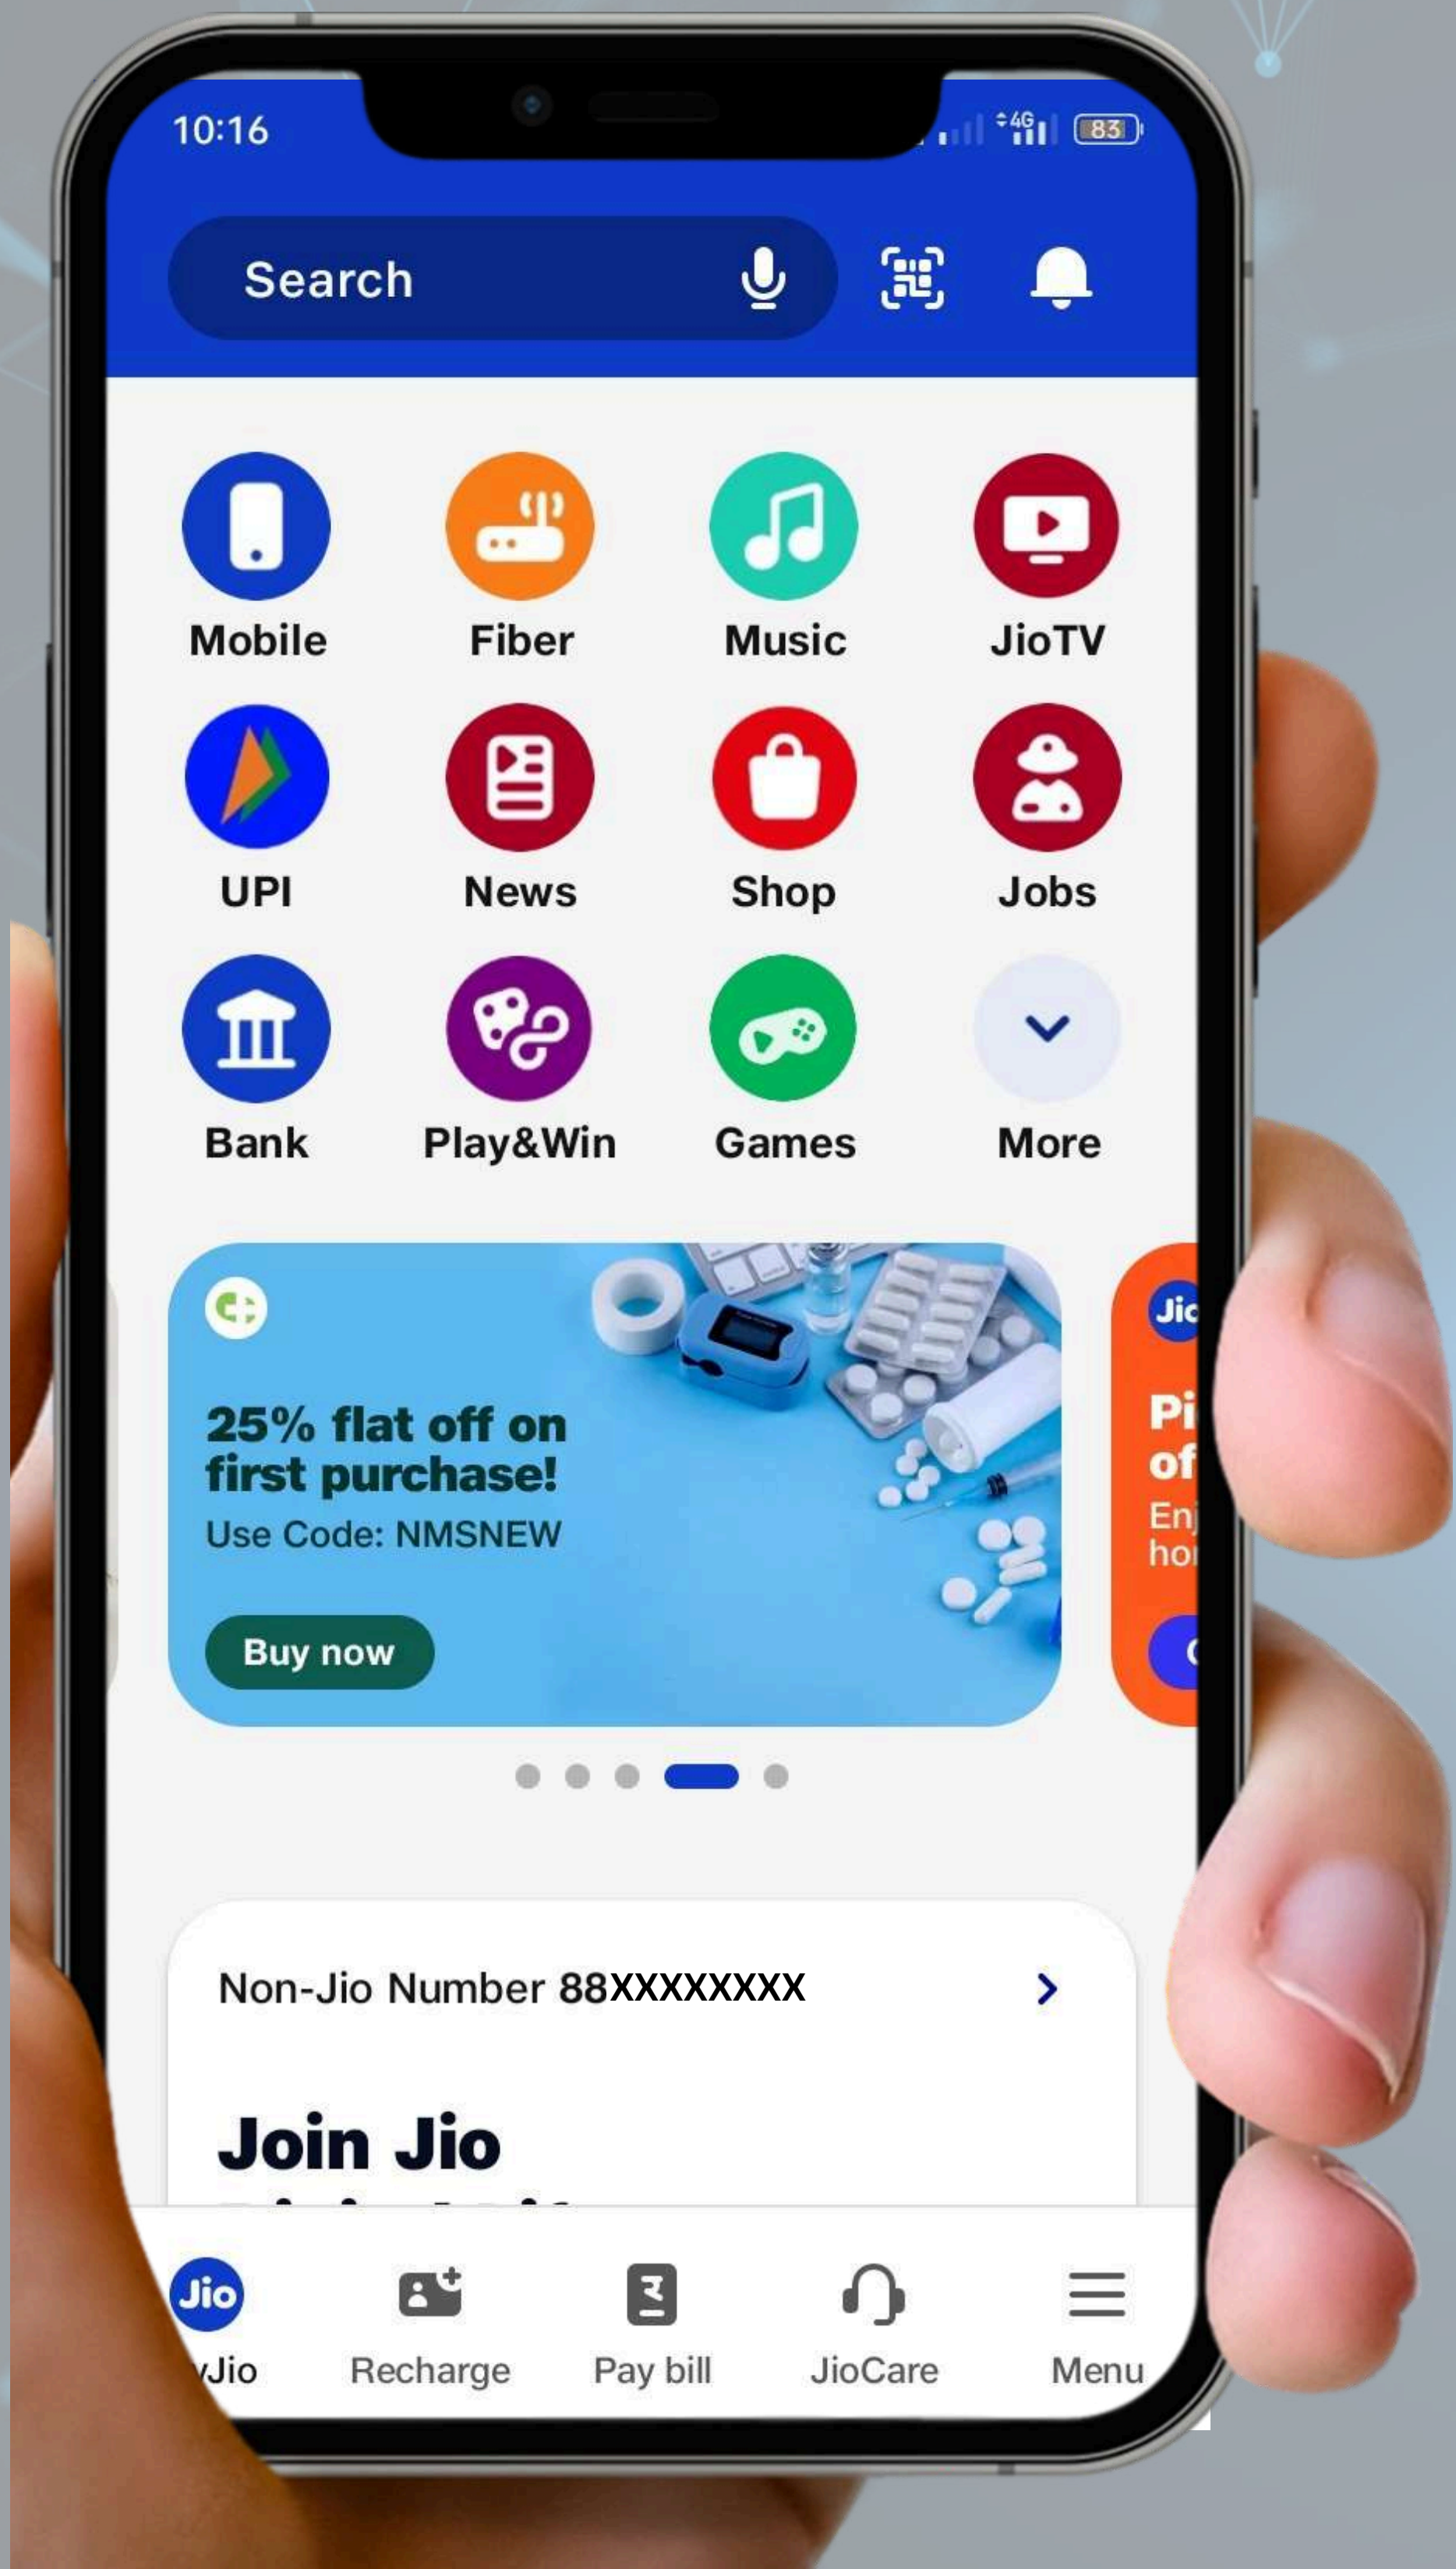 10:16
4G
83
Search
Mobile Fiber Music JioTV
UPI News Shop Jobs
Bank Play&Win Games More
25% flat off on
first purchase!
Use Code: NMSNEW
Buy now
Jio
Non-Jio Number 88XXXXXXXX
Join Jio
Jio
Recharge Pay bill JioCare Menu